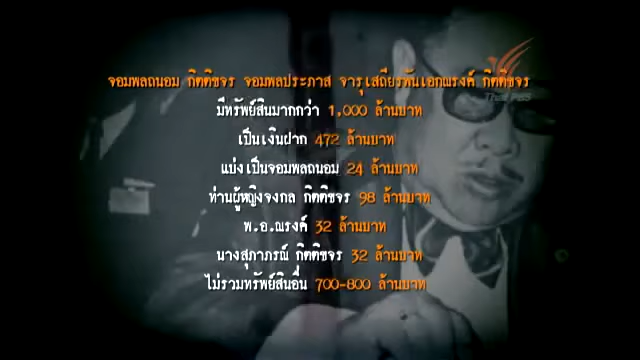 จอมพลถนอม กิตติขจร จอมพลประภาส จารุเสถียรพันเอกณรงค์ กิตติขจร
Thai PBS
มีทรัพย์สินมากกว่า 1,000 ล้านบาท
เป็นเงินฝาก 472 ล้านบาท
แบ่งเป็นจอมพลถนอม 24 ล้านบาท
ท่านผู้หญิงจงกล กิตติขจร 98 ล้านบาท
พ.อ.ณรงค์ 32 ล้านบาท
นางสุภาภรณ์ กิตติขจร 32 ล้านบาท
ไม่รวมทรัพย์สินอื่น 700-800 ล้านบาท